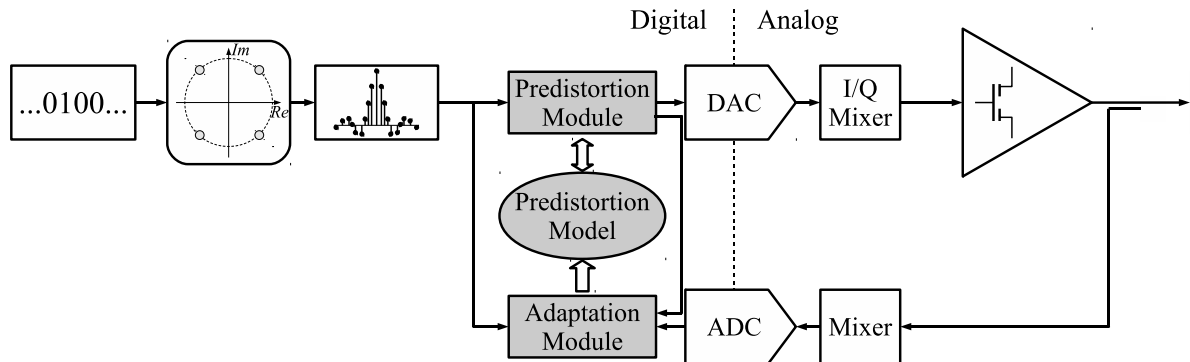 Digital
Analog
...0100...
Im
Re
Predistortion
Module
DAC
I/Q
Mixer
Predistortion
Model
Adaptation
Module
ADC
Mixer